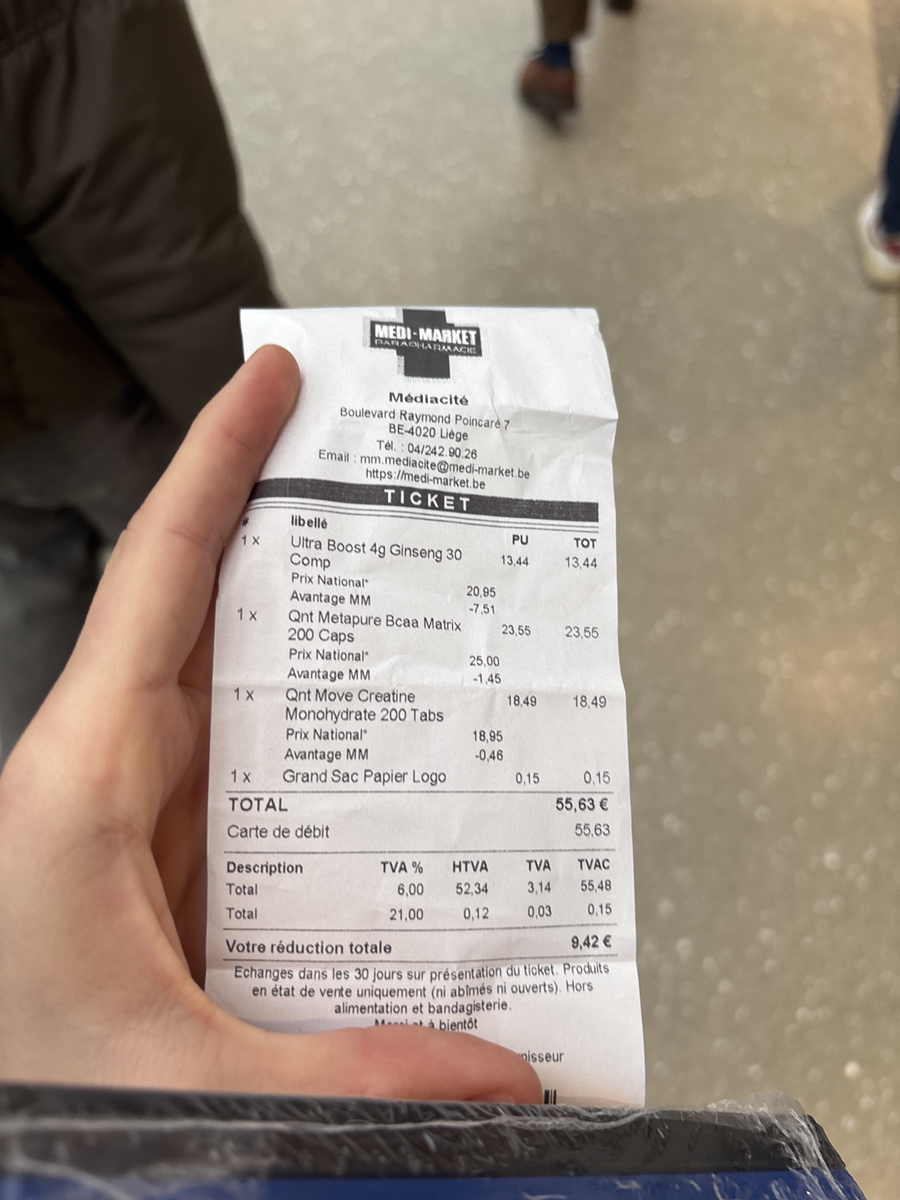 MEDI-MARKET
PARAPHARMACIE
Médiacité
Boulevard Raymond Poincaré 7
BE-4020 Liège
Tél. : 04/242.90.26
Email : mm.mediacite@medi-market.be
https://medi-market.be
TICKET
# libellé PU TOT
1 x Ultra Boost 4g Ginseng 30 Comp 13,44 13,44
Prix National* 20,95
Avantage MM -7,51
1 x Qnt Metapure Bcaa Matrix 200 Caps 23,55 23,55
Prix National* 25,00
Avantage MM -1,45
1 x Qnt Move Creatine Monohydrate 200 Tabs 18,49 18,49
Prix National* 18,95
Avantage MM -0,46
1 x Grand Sac Papier Logo 0,15 0,15
TOTAL 55,63 €
Carte de débit 55,63
Description TVA % HTVA TVA TVAC
Total 6,00 52,34 3,14 55,48
Total 21,00 0,12 0,03 0,15
Votre réduction totale 9,42 €
Echanges dans les 30 jours sur présentation du ticket. Produits
en état de vente uniquement (ni abîmés ni ouverts). Hors
alimentation et bandagisterie.
Merci et à bientôt